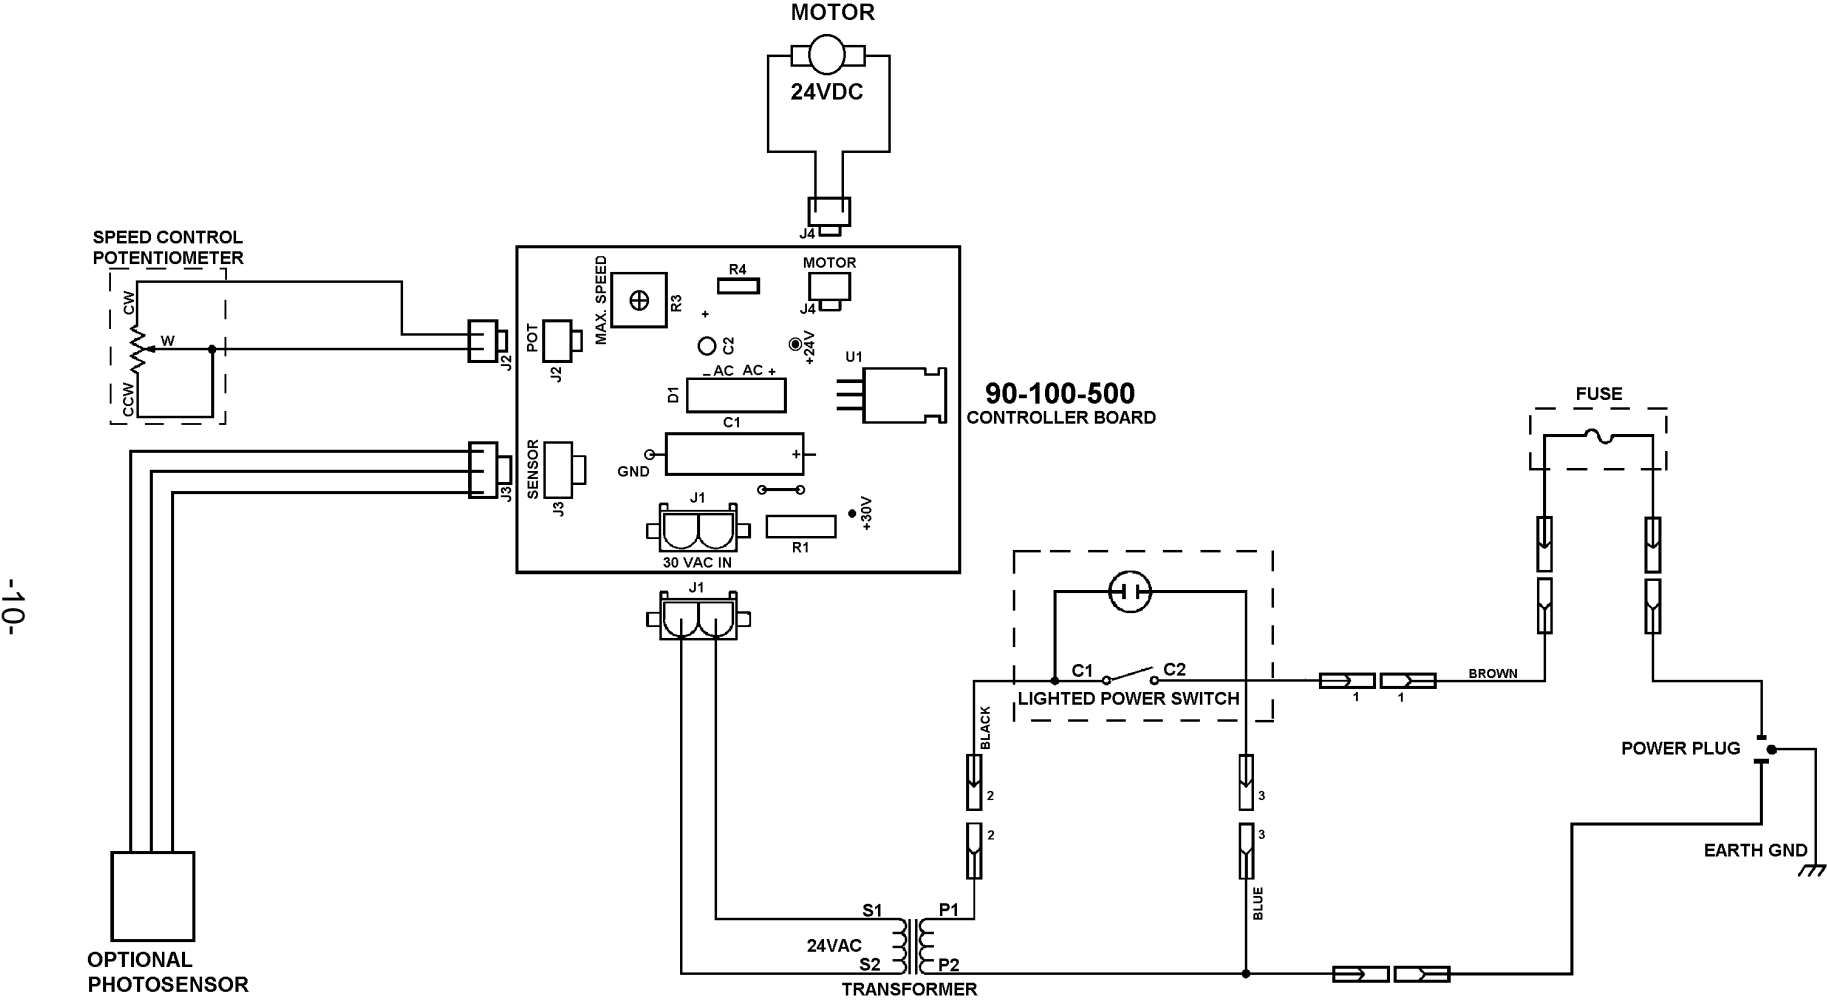 MOTOR
24VDC
J4
SPEED CONTROL
POTENTIOMETER
CW
W
CCW
J2
POT
J2
MAX. SPEED
R3
R4
+
MOTOR
J4
C2
+24V
U1
– AC AC +
D1
C1
+
GND
90-100-500
CONTROLLER BOARD
SENSOR
J3
J3
J1
30 VAC IN
R1
+30V
J1
FUSE
C1
C2
LIGHTED POWER SWITCH
BLACK
BROWN
1
1
2
2
3
3
BLUE
POWER PLUG
EARTH GND
S1
P1
24VAC
S2
P2
TRANSFORMER
OPTIONAL
PHOTOSENSOR
-10-